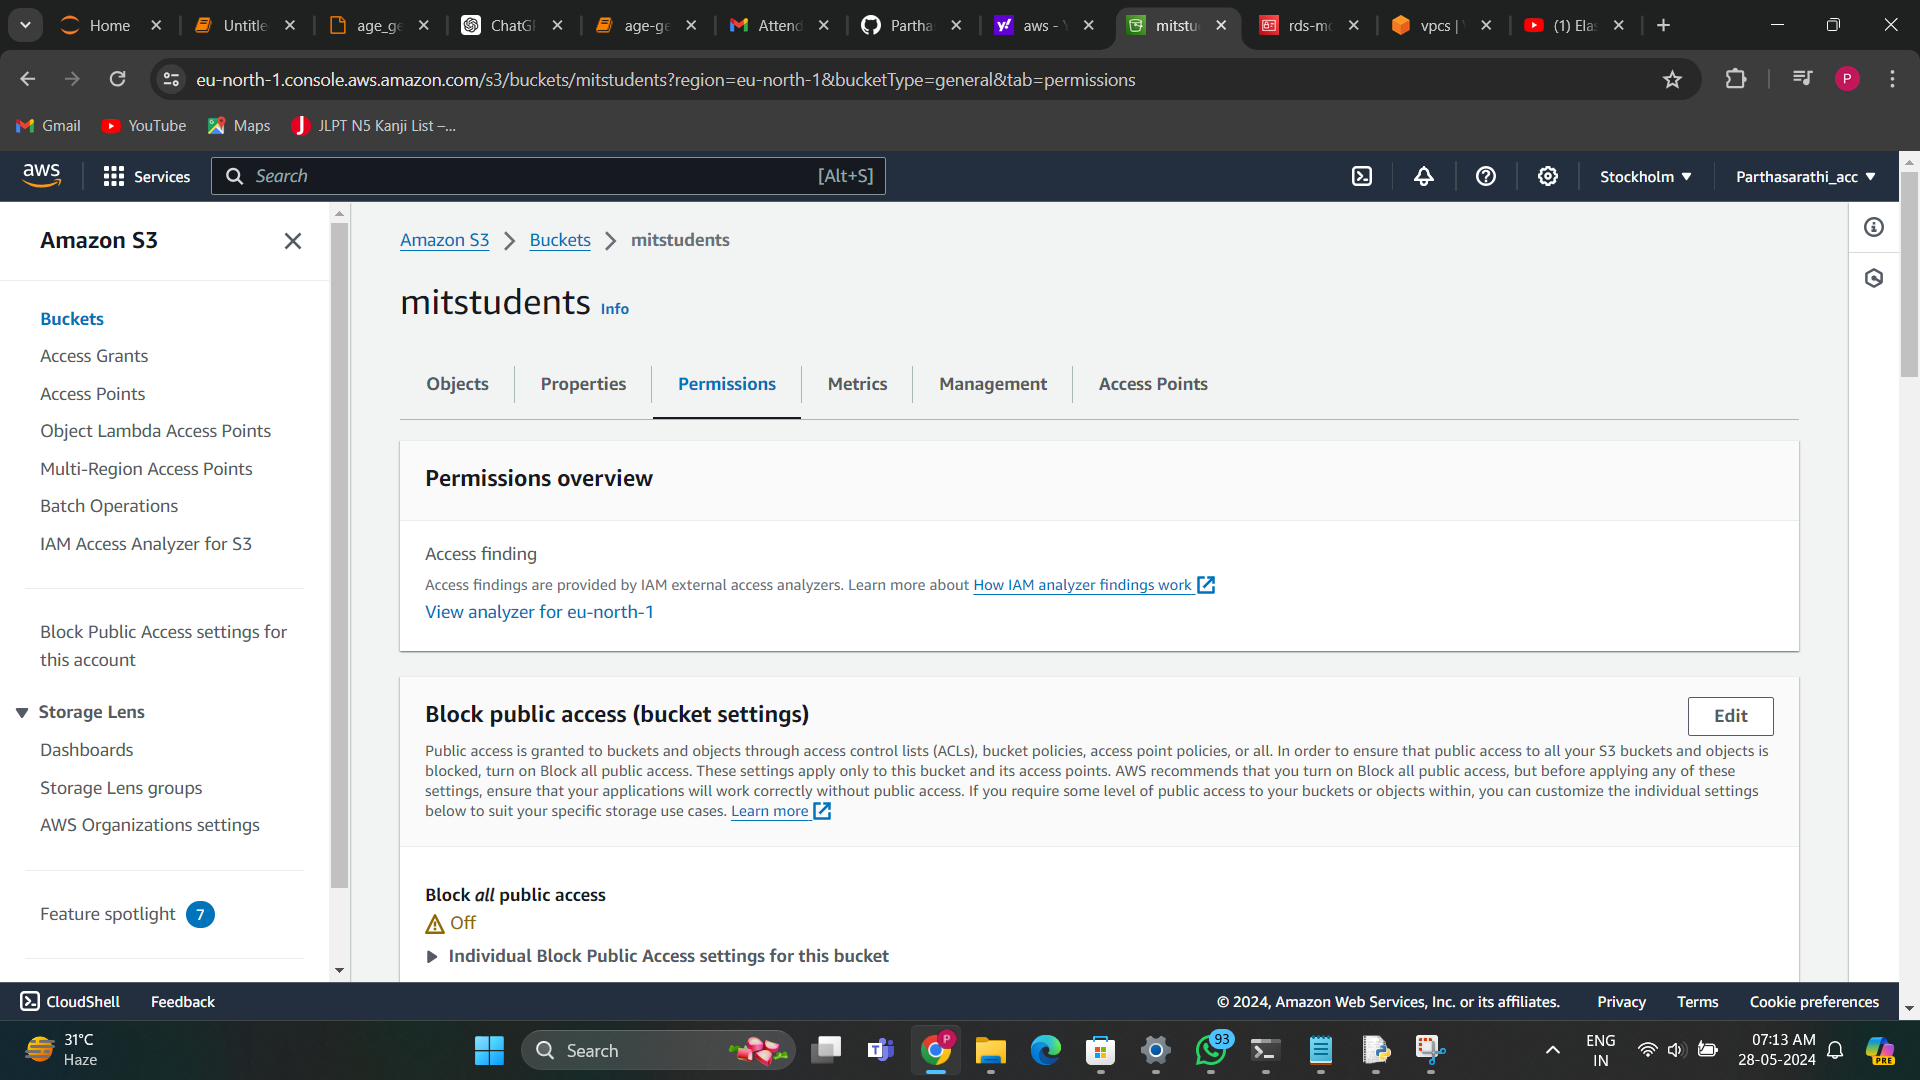 Home
Untitle
age_ge
ChatGP
age-ge
Attend
Partha
aws -
mitstu
rds-mo
vpcs |
(1) Ela
eu-north-1.console.aws.amazon.com/s3/buckets/mitstudents?region=eu-north-1&bucketType=general&tab=permissions
P
Gmail
YouTube
Maps
JLPT N5 Kanji List –...
aws
Services
Search
[Alt+S]
Stockholm
Parthasarathi_acc
Amazon S3
Buckets
Access Grants
Access Points
Object Lambda Access Points
Multi-Region Access Points
Batch Operations
IAM Access Analyzer for S3
Block Public Access settings for
this account
Storage Lens
Dashboards
Storage Lens groups
AWS Organizations settings
Feature spotlight 7
Amazon S3 > Buckets > mitstudents
mitstudents Info
Objects
Properties
Permissions
Metrics
Management
Access Points
Permissions overview
Access finding
Access findings are provided by IAM external access analyzers. Learn more about How IAM analyzer findings work
View analyzer for eu-north-1
Block public access (bucket settings)
Edit
Public access is granted to buckets and objects through access control lists (ACLs), bucket policies, access point policies, or all. In order to ensure that public access to all your S3 buckets and objects is
blocked, turn on Block all public access. These settings apply only to this bucket and its access points. AWS recommends that you turn on Block all public access, but before applying any of these
settings, ensure that your applications will work correctly without public access. If you require some level of public access to your buckets or objects within, you can customize the individual settings
below to suit your specific storage use cases. Learn more
Block all public access
Off
Individual Block Public Access settings for this bucket
CloudShell
Feedback
© 2024, Amazon Web Services, Inc. or its affiliates.
Privacy
Terms
Cookie preferences
31°C
Haze
Search
P
93
ENG
IN
07:13 AM
28-05-2024
PRE